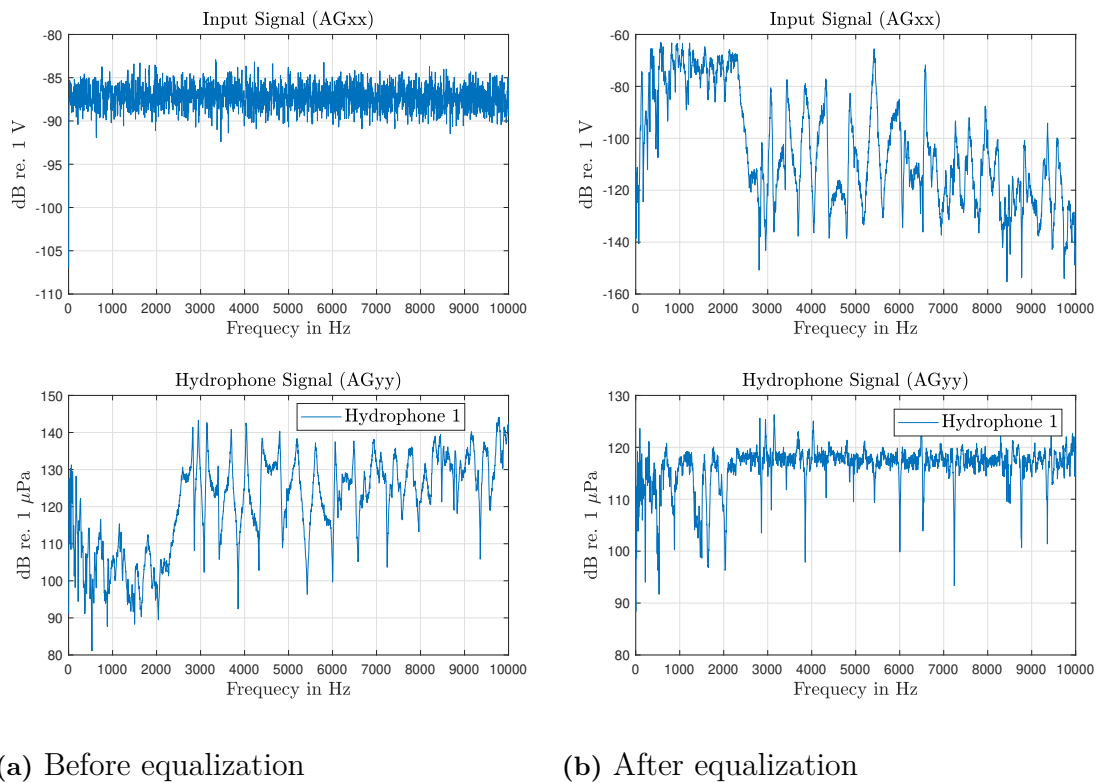 Input Signal (AGxx)
-80
-85
-90
-95
-100
-105
-110
dB re. 1 V
0 1000 2000 3000 4000 5000 6000 7000 8000 9000 10000
Frequecy in Hz
Hydrophone Signal (AGyy)
150
140
130
120
110
100
90
80
dB re. 1 μPa
Hydrophone 1
0 1000 2000 3000 4000 5000 6000 7000 8000 9000 10000
Frequecy in Hz
(a) Before equalization
Input Signal (AGxx)
-60
-80
-100
-120
-140
-160
dB re. 1 V
0 1000 2000 3000 4000 5000 6000 7000 8000 9000 10000
Frequecy in Hz
Hydrophone Signal (AGyy)
130
120
110
100
90
80
dB re. 1 μPa
Hydrophone 1
0 1000 2000 3000 4000 5000 6000 7000 8000 9000 10000
Frequecy in Hz
(b) After equalization